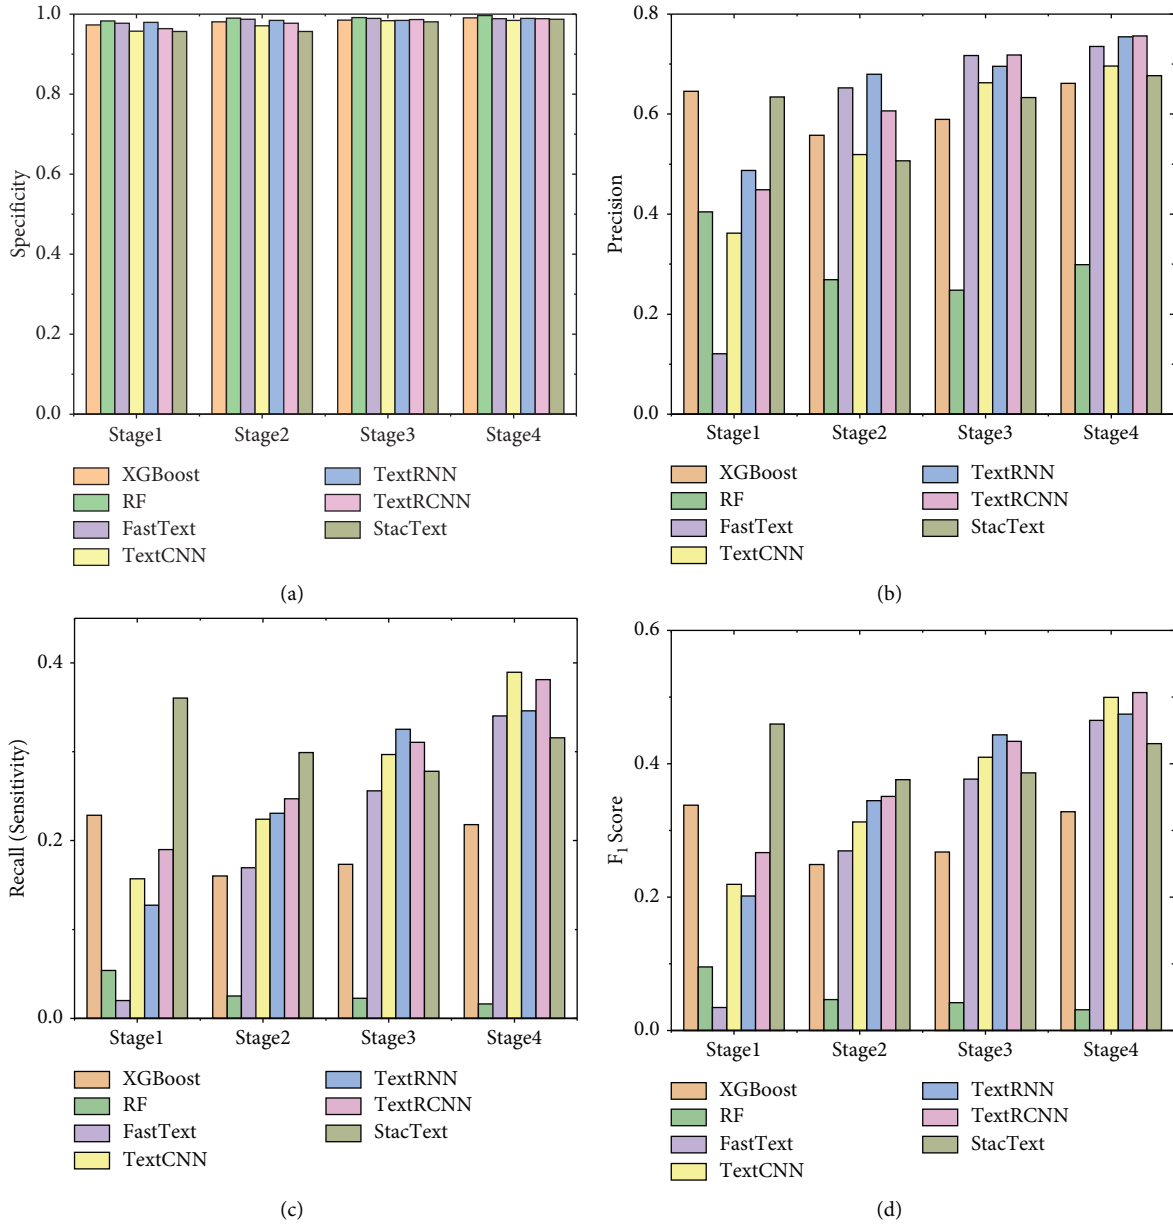 1.0
0.8
0.6
0.4
0.2
0.0
Specificity
Stage1 Stage2 Stage3 Stage4
XGBoost TextRNN
RF TextRCNN
FastText StacText
TextCNN
(a)
0.8
0.6
0.4
0.2
0.0
Precision
Stage1 Stage2 Stage3 Stage4
XGBoost TextRNN
RF TextRCNN
FastText StacText
TextCNN
(b)
0.4
0.2
0.0
Recall (Sensitivity)
Stage1 Stage2 Stage3 Stage4
XGBoost TextRNN
RF TextRCNN
FastText StacText
TextCNN
(c)
0.6
0.4
0.2
0.0
F1 Score
Stage1 Stage2 Stage3 Stage4
XGBoost TextRNN
RF TextRCNN
FastText StacText
TextCNN
(d)